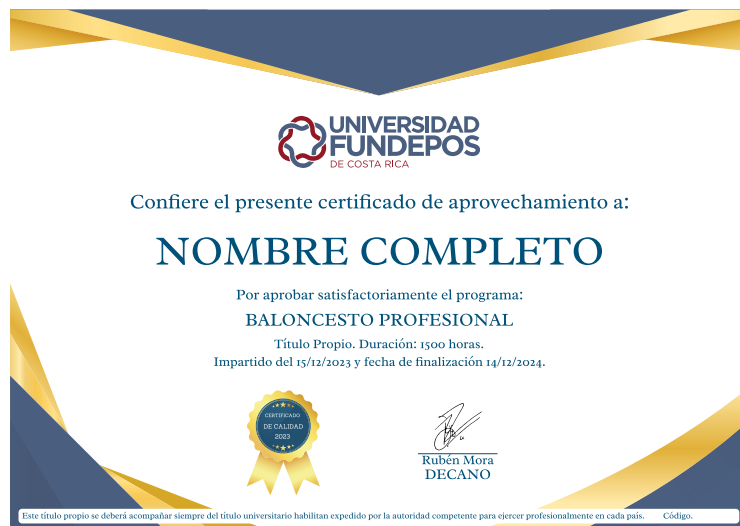 UNIVERSIDAD
FUNDEPOS
DE COSTA RICA
Confiere el presente certificado de aprovechamiento a:
NOMBRE COMPLETO
Por aprobar satisfactoriamente el programa:
BALONCESTO PROFESIONAL
Título Propio. Duración: 1500 horas.
Impartido del 15/12/2023 y fecha de finalización 14/12/2024.
CERTIFICADO
DE CALIDAD
2023
Rubén Mora
DECANO
Este título propio se deberá acompañar siempre del título universitario habilitan expedido por la autoridad competente para ejercer profesionalmente en cada país. Código.